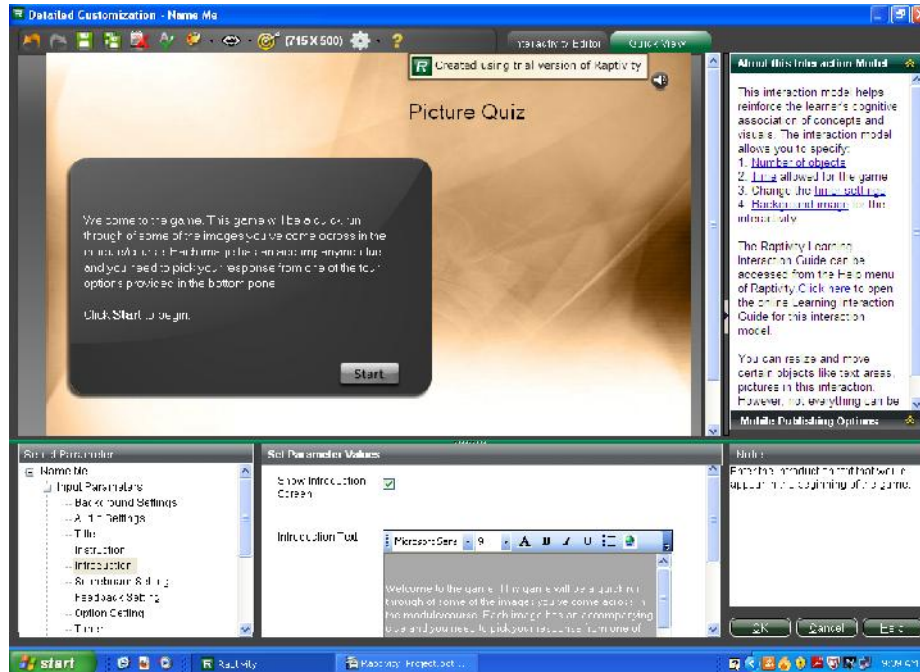 Detailed Customization - Name Me
(715 X 500)
Interactivity Editor
Quick View
Created using trial version of Raptivity
Picture Quiz
Welcome to the game. This game will be a quick run
through of some of the images you've come across in the
Each image has an accompanying clue
and you need to pick your response from one of the four
options provided in the bottom pane
Click Start to begin.
Start
About this Interaction Model
This interaction model helps
reinforce the learner's cognitive
association of concepts and
visuals. The interaction model
allows you to specify:
1. Number of objects
2. Time allowed for the game
3. Change the timer settings
4. Background image for the
interactivity
The Raptivity Learning
Interaction Guide can be
accessed from the Help menu
of Raptivity. Click here to open
the online Learning Interaction
Guide for this interaction
model.
You can resize and move
certain objects like text areas,
pictures in this interaction.
However, not everything can be
Mobile Publishing Options
Select Parameter
Name Me
Input Parameters
Background Settings
Audio Settings
Title
Instruction
Introduction
Scoreboard Setting
Feedback Setting
Option Setting
Timer
Set Parameter Values
Show Introduction
Screen
Introduction Text
Microsoft Sans
9
A B I U
Welcome to the game. This game will be a quick run
through of some of the images you've come across in
the module/course. Each image has an accompanying
clue and you need to pick your response from one of
Notes
Enter the introduction text that would
appear in the beginning of the game.
OK
Cancel
Help
start
Raptivity
Raptivity Project.doc ...
9:39 AM